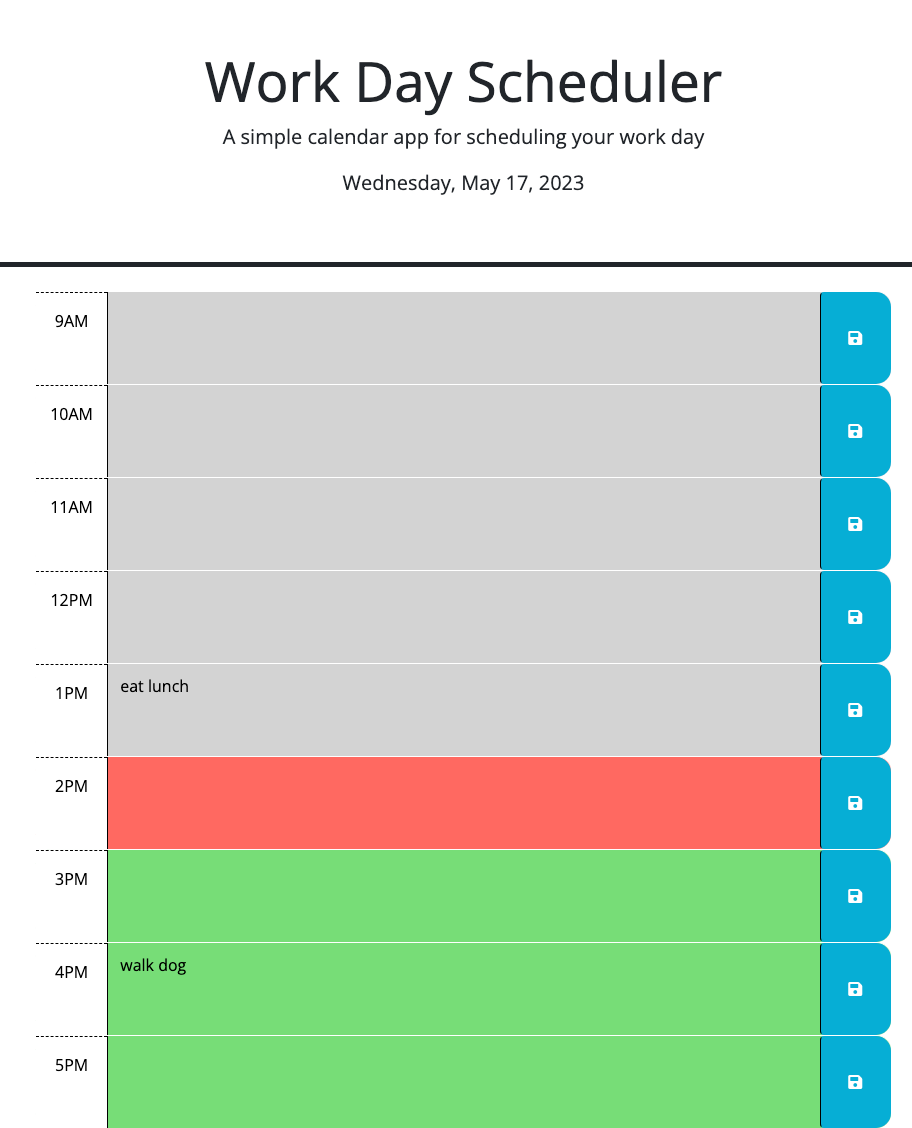 Work Day Scheduler
A simple calendar app for scheduling your work day
Wednesday, May 17, 2023
9AM
10AM
11AM
12PM
1PM eat lunch
2PM
3PM
4PM walk dog
5PM